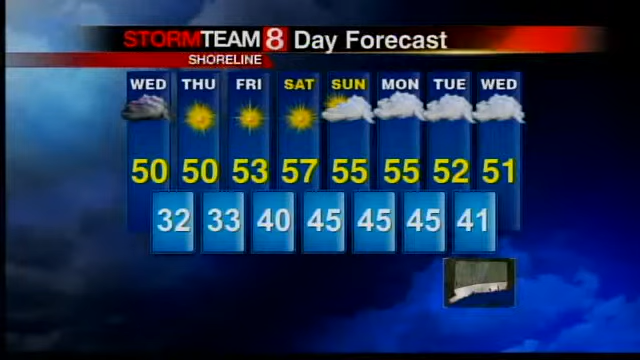 STORMTEAM 8 Day Forecast
SHORELINE
WED THU FRI SAT SUN MON TUE WED
50 50 53 57 55 55 52 51
32 33 40 45 45 45 41